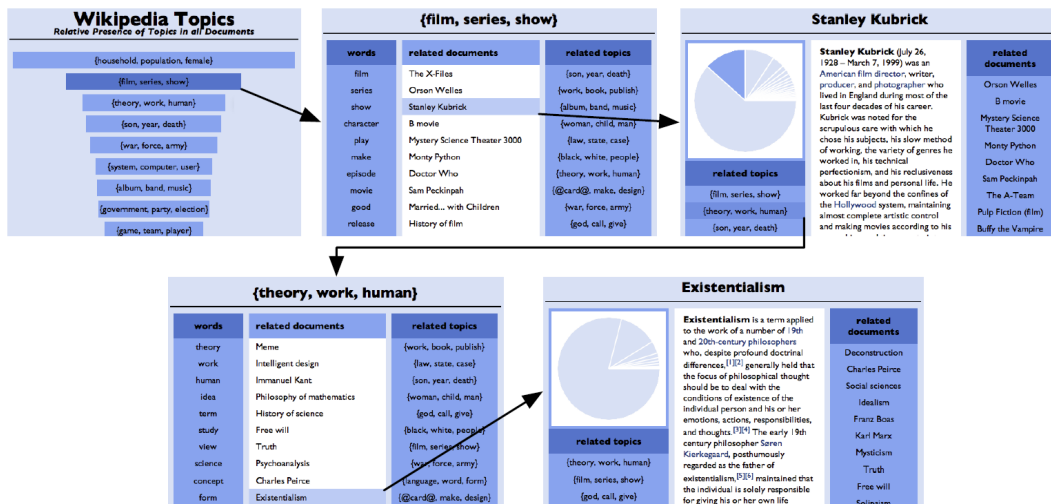 Wikipedia Topics
Relative Presence of Topics in all Documents
{household, population, female}
{film, series, show}
{theory, work, human}
{son, year, death}
{war, force, army}
{system, computer, user}
{album, band, music}
{government, party, election}
{game, team, player}
{film, series, show}
words
film
series
show
character
play
make
episode
movie
good
release
related documents
The X-Files
Orson Welles
Stanley Kubrick
B movie
Mystery Science Theater 3000
Monty Python
Doctor Who
Sam Peckinpah
Married... with Children
History of film
related topics
{son, year, death}
{work, book, publish}
{album, band, music}
{woman, child, man}
{law, state, case}
{black, white, people}
{theory, work, human}
{@card@, make, design}
{war, force, army}
{god, call, give}
Stanley Kubrick
related topics
{film, series, show}
{theory, work, human}
{son, year, death}
Stanley Kubrick (July 26,
1928 – March 7, 1999) was an
American film director, writer,
producer, and photographer who
lived in England during most of the
last four decades of his career.
Kubrick was noted for the
scrupulous care with which he
chose his subjects, his slow method
of working, the variety of genres he
worked in, his technical
perfectionism, and his reclusiveness
about his films and personal life. He
worked far beyond the confines of
the Hollywood system, maintaining
almost complete artistic control
and making movies according to his
related
documents
Orson Welles
B movie
Mystery Science
Theater 3000
Monty Python
Doctor Who
Sam Peckinpah
The A-Team
Pulp Fiction (film)
Buffy the Vampire
{theory, work, human}
words
theory
work
human
idea
term
study
view
science
concept
form
related documents
Meme
Intelligent design
Immanuel Kant
Philosophy of mathematics
History of science
Free will
Truth
Psychoanalysis
Charles Peirce
Existentialism
related topics
{work, book, publish}
{law, state, case}
{son, year, death}
{woman, child, man}
{god, call, give}
{black, white, people}
{film, series, show}
{war, force, army}
{language, word, form}
{@card@, make, design}
Existentialism
related topics
{theory, work, human}
{film, series, show}
{god, call, give}
Existentialism is a term applied
to the work of a number of 19th
and 20th-century philosophers
who, despite profound doctrinal
differences,[1][2] generally held that
the focus of philosophical thought
should be to deal with the
conditions of existence of the
individual person and his or her
emotions, actions, responsibilities,
and thoughts.[3][4] The early 19th
century philosopher Søren
Kierkegaard, posthumously
regarded as the father of
existentialism,[5][6] maintained that
the individual is solely responsible
for giving his or her own life
related
documents
Deconstruction
Charles Peirce
Social sciences
Idealism
Franz Boas
Karl Marx
Mysticism
Truth
Free will
Solipsism